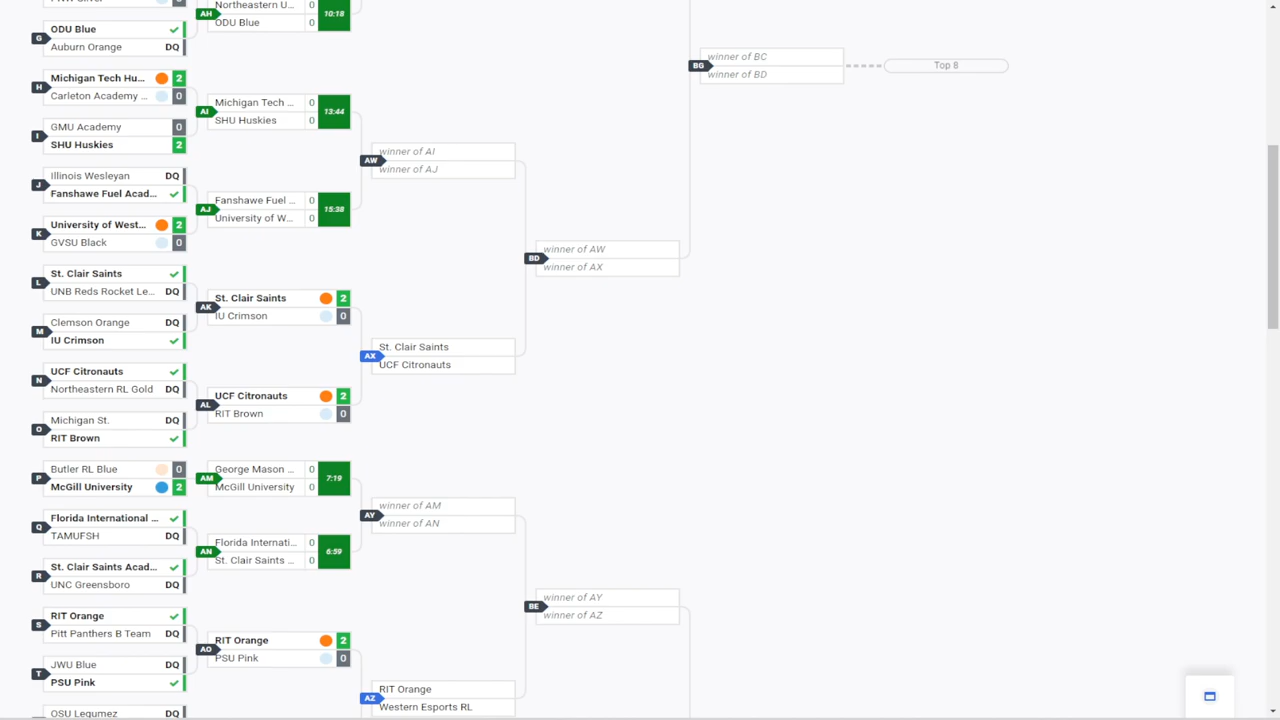 ODU Blue
Auburn Orange DQ
G
Michigan Tech Hu... 2
Carleton Academy ... 0
H
GMU Academy 0
SHU Huskies 2
I
Illinois Wesleyan DQ
Fanshawe Fuel Acad...
J
University of West... 2
GVSU Black 0
K
St. Clair Saints
UNB Reds Rocket Le... DQ
L
Clemson Orange DQ
IU Crimson
M
UCF Citronauts
Northeastern RL Gold DQ
N
Michigan St. DQ
RIT Brown
O
Butler RL Blue 0
McGill University 2
P
Florida International ...
TAMUFSH DQ
Q
St. Clair Saints Acad...
UNC Greensboro DQ
R
RIT Orange
Pitt Panthers B Team DQ
S
JWU Blue DQ
PSU Pink
T
OSU Legumez DQ
AH
Northeastern U... 0
ODU Blue 0
10:18
AI
Michigan Tech ... 0
SHU Huskies 0
13:44
AJ
Fanshawe Fuel ... 0
University of W... 0
15:38
AK
St. Clair Saints 2
IU Crimson 0
AL
UCF Citronauts 2
RIT Brown 0
AM
George Mason ... 0
McGill University 0
7:19
AN
Florida Internati... 0
St. Clair Saints ... 0
6:59
AO
RIT Orange 2
PSU Pink 0
AW
winner of AI
winner of AJ
AX
St. Clair Saints
UCF Citronauts
AY
winner of AM
winner of AN
AZ
RIT Orange
Western Esports RL
BD
winner of AW
winner of AX
BE
winner of AY
winner of AZ
BG
winner of BC
winner of BD
Top 8